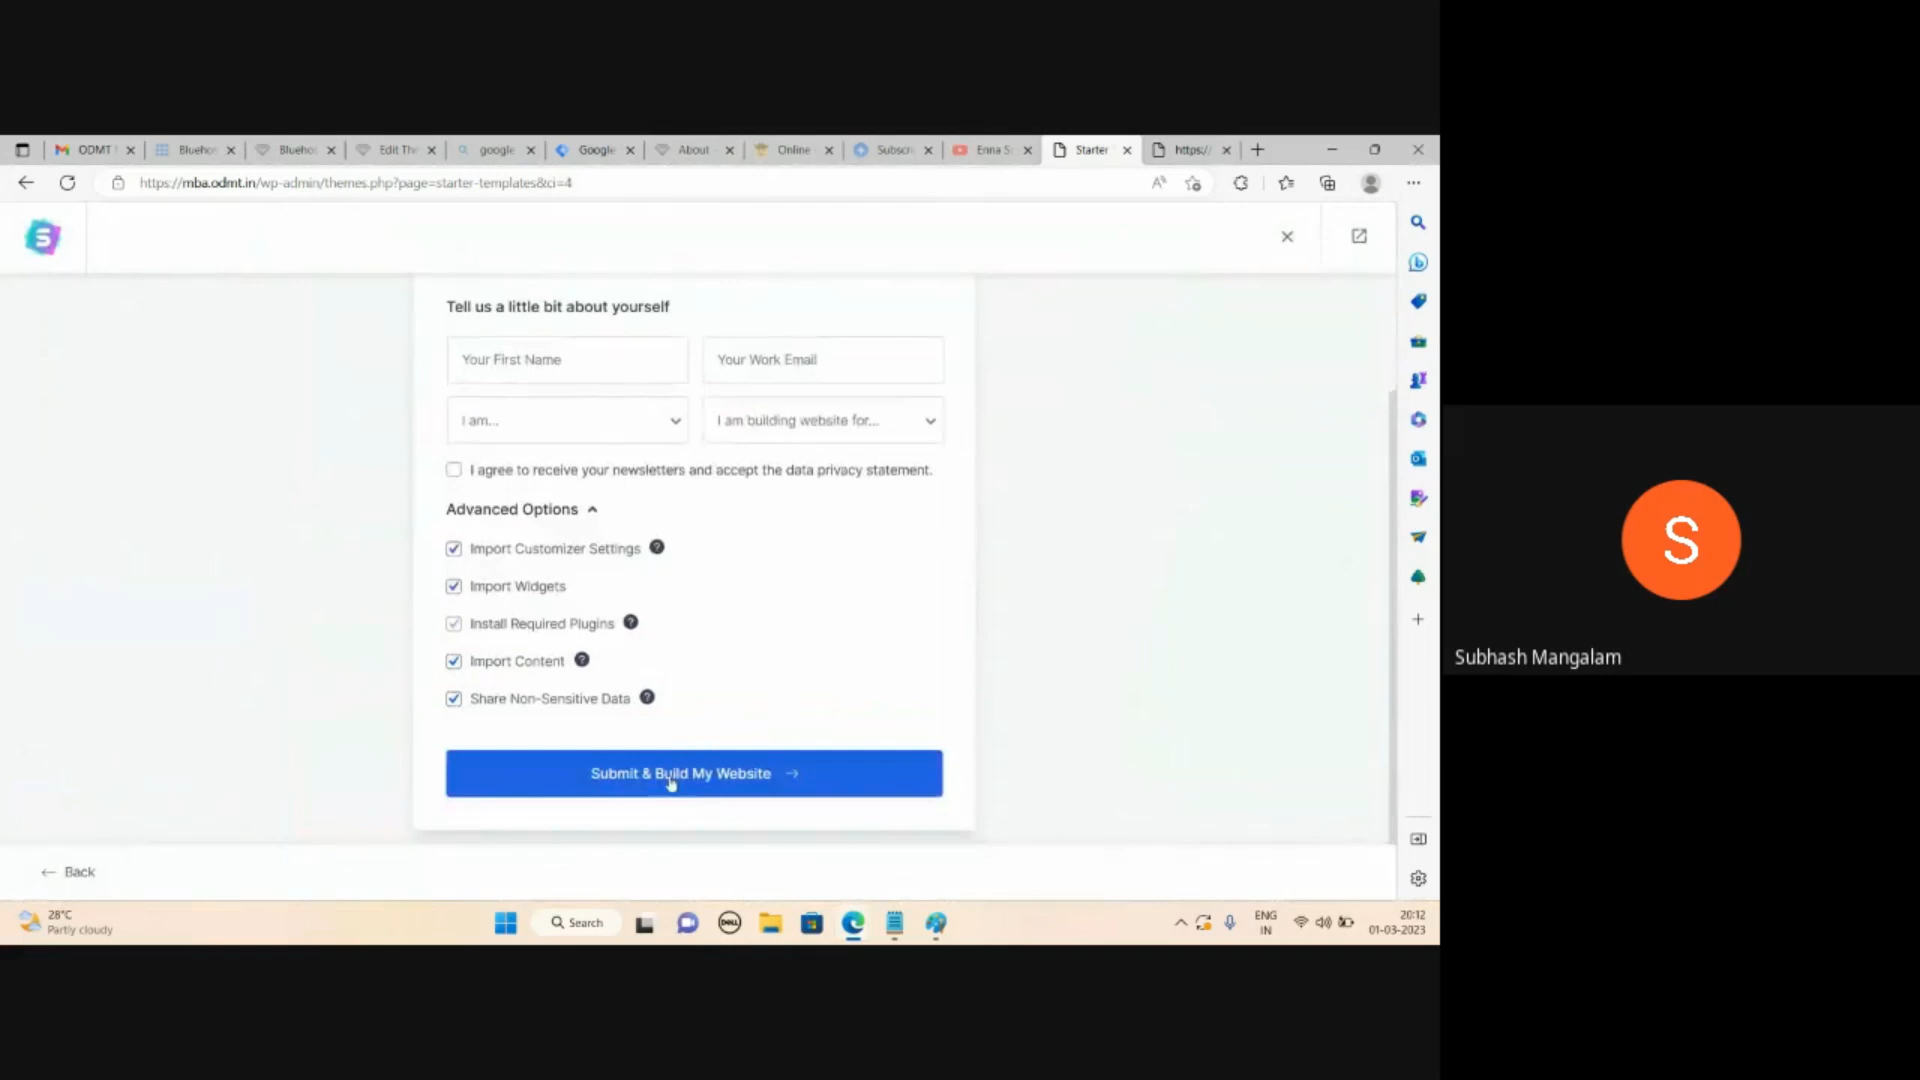 ODMT
Bluehos
Bluehos
Edit The
google
Google
About
Online
Subscri
Enna S
Starter
https:/
https://mba.odmt.in/wp-admin/themes.php?page=starter-templates&ci=4
S
Tell us a little bit about yourself
Your First Name
Your Work Email
I am...
I am building website for...
I agree to receive your newsletters and accept the data privacy statement.
Advanced Options
Import Customizer Settings
Import Widgets
Install Required Plugins
Import Content
Share Non-Sensitive Data
Submit & Build My Website →
← Back
28°C
Partly cloudy
Search
DELL
ENG
IN
20:12
01-03-2023
S
Subhash Mangalam